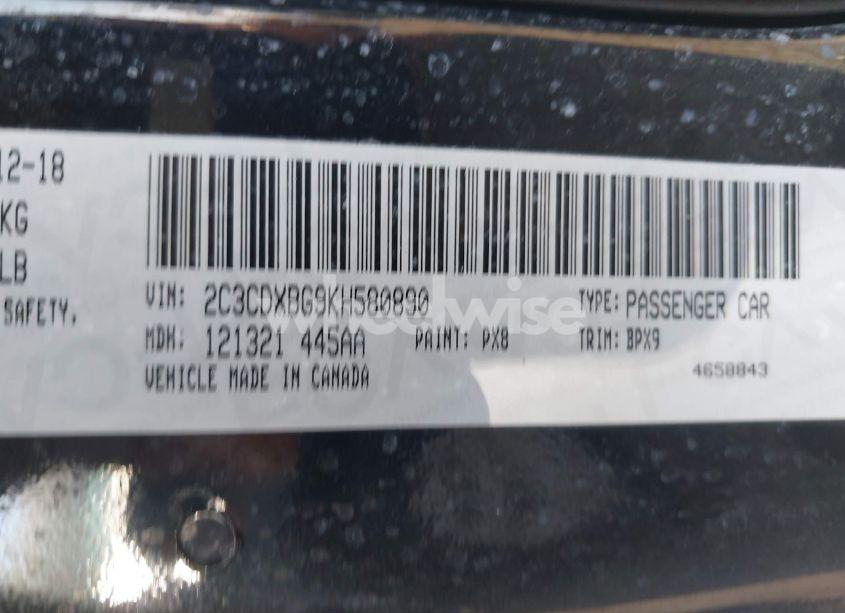 12-18
KG
LB
SAFETY.
VIN: 2C3CDXBG9KH580890 TYPE: PASSENGER CAR
MDH: 121321 445AA PAINT: PX8 TRIM: BPX9
VEHICLE MADE IN CANADA 4658843
wheelwise